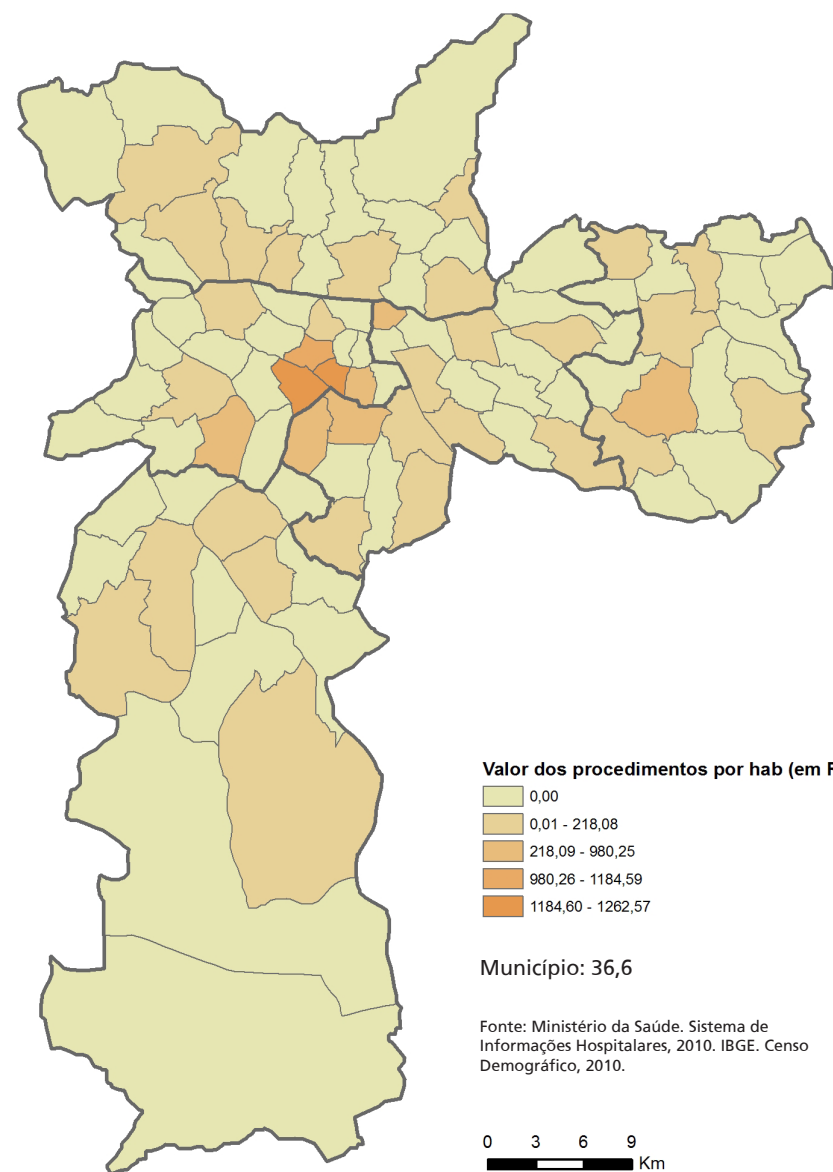 Valor dos procedimentos por hab (em
0,00
0,01 - 218,08
218,09 - 980,25
980,26 - 1184,59
1184,60 - 1262,57
Município: 36,6
Fonte: Ministério da Saúde. Sistema de
Informações Hospitalares, 2010. IBGE. Censo
Demográfico, 2010.
0 3 6 9
Km